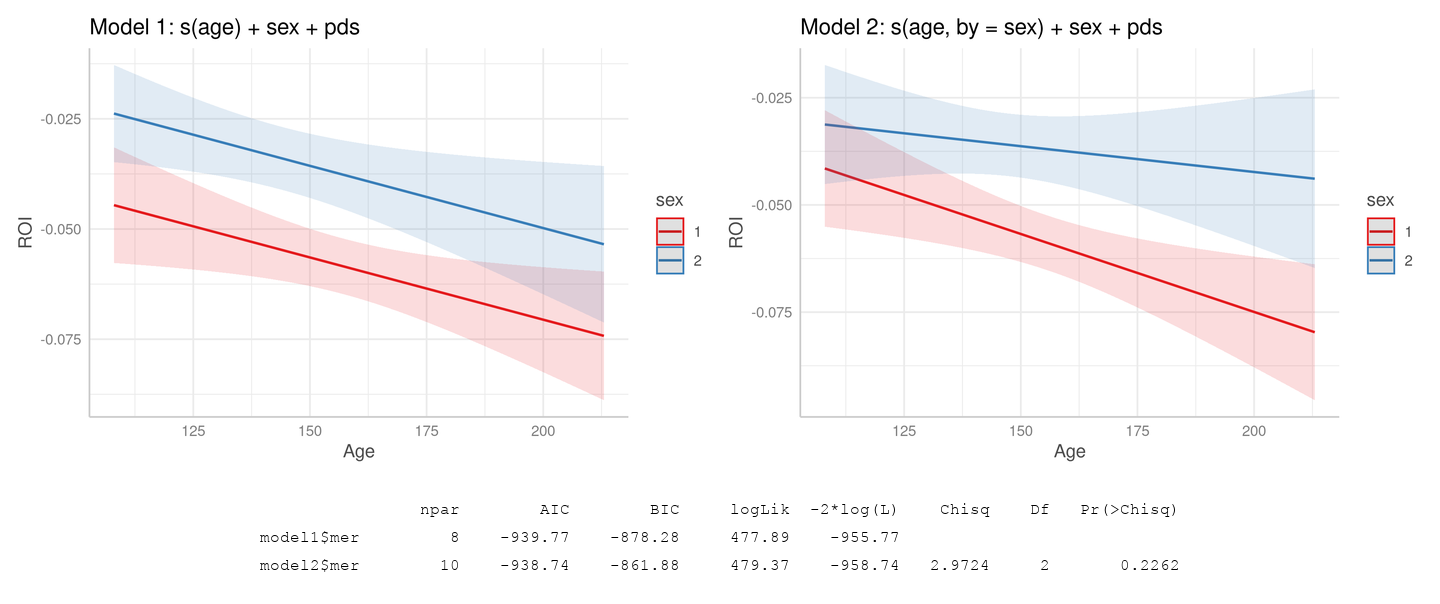 Model 1: s(age) + sex + pds
-0.025
-0.050
-0.075
ROI
125 150 175 200
Age
sex
1
2
Model 2: s(age, by = sex) + sex + pds
-0.025
-0.050
-0.075
ROI
125 150 175 200
Age
sex
1
2
npar AIC BIC logLik -2*log(L) Chisq Df Pr(>Chisq)
model1$mer 8 -939.77 -878.28 477.89 -955.77
model2$mer 10 -938.74 -861.88 479.37 -958.74 2.9724 2 0.2262